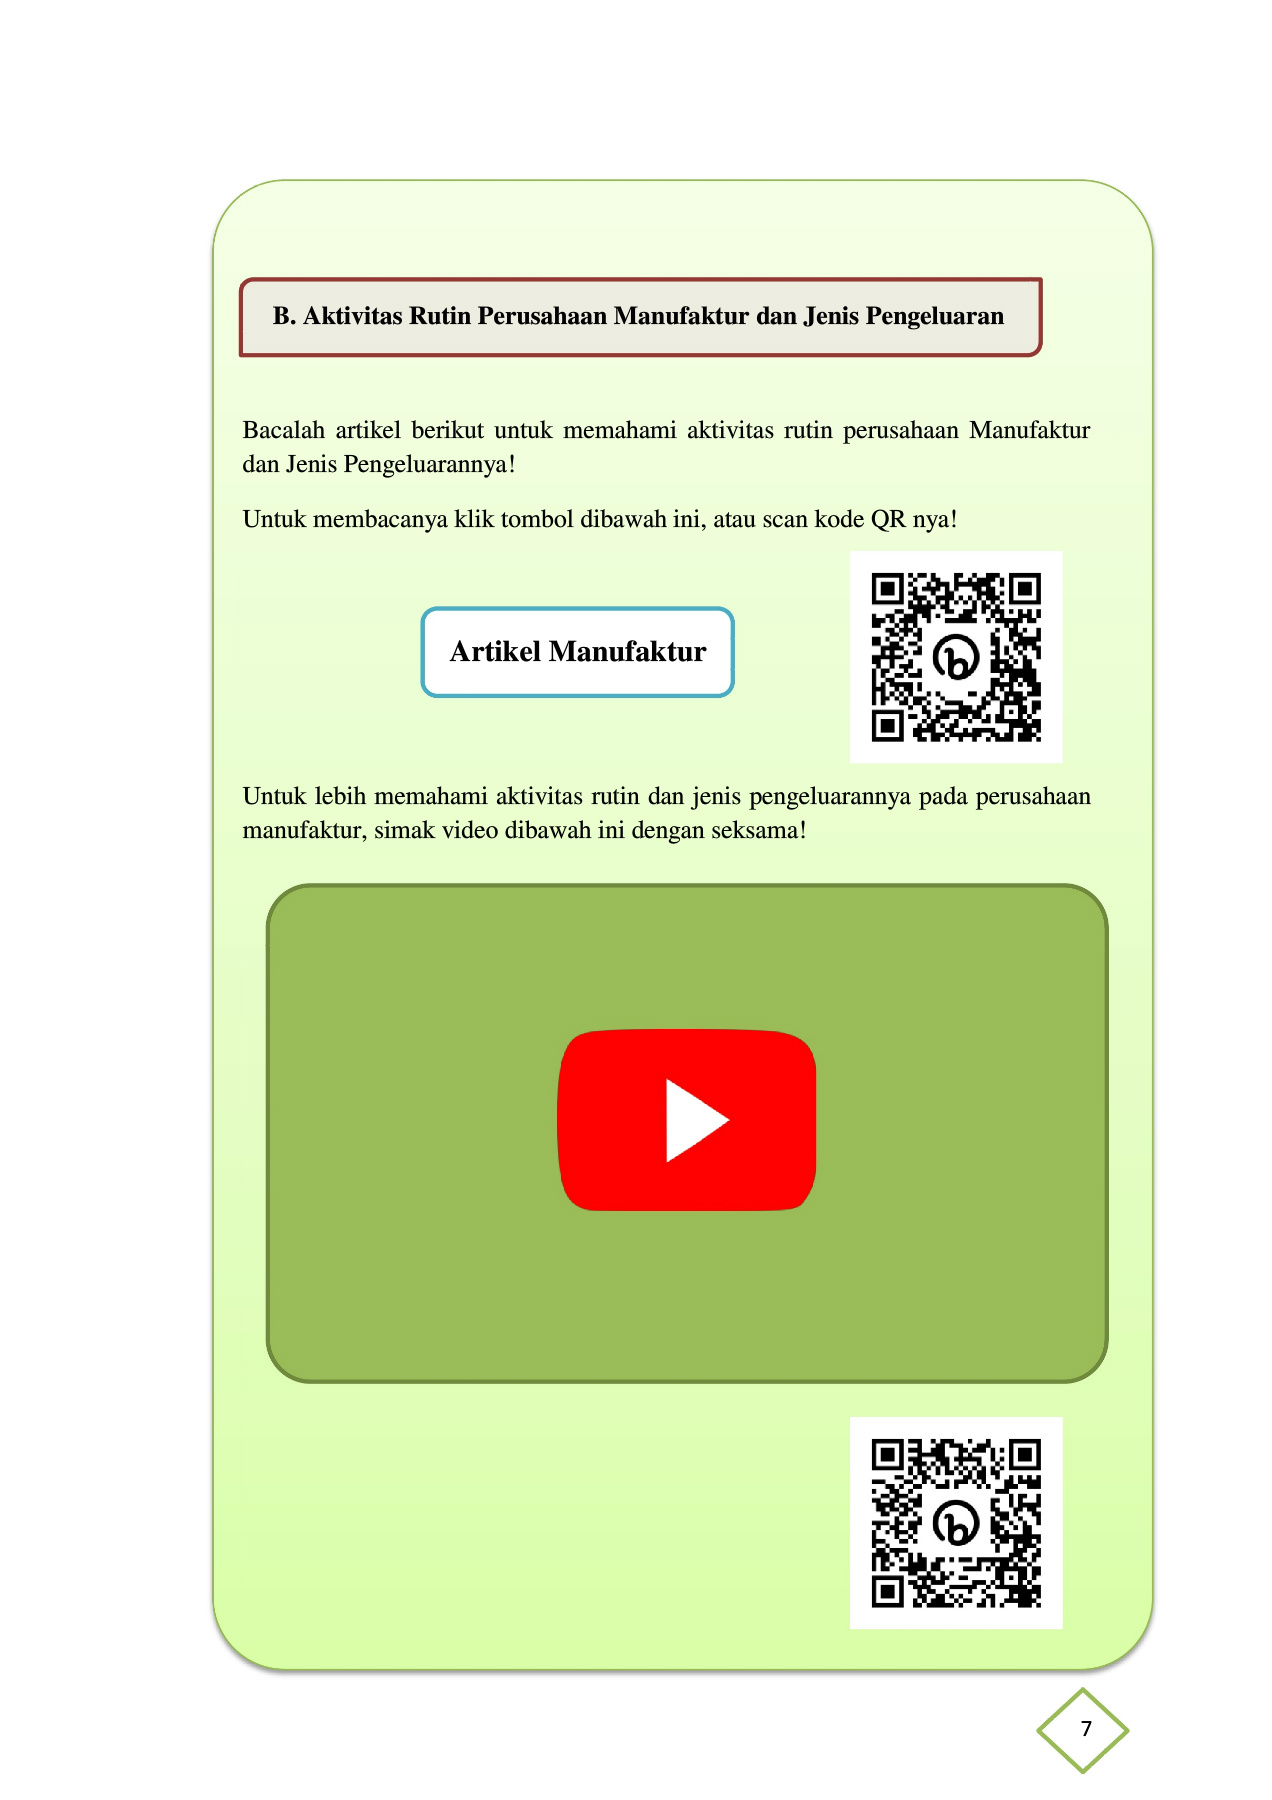 B. Aktivitas Rutin Perusahaan Manufaktur dan Jenis Pengeluaran
Bacalah artikel berikut untuk memahami aktivitas rutin perusahaan Manufaktur
dan Jenis Pengeluarannya!
Untuk membacanya klik tombol dibawah ini, atau scan kode QR nya!
Artikel Manufaktur
Untuk lebih memahami aktivitas rutin dan jenis pengeluarannya pada perusahaan
manufaktur, simak video dibawah ini dengan seksama!
7